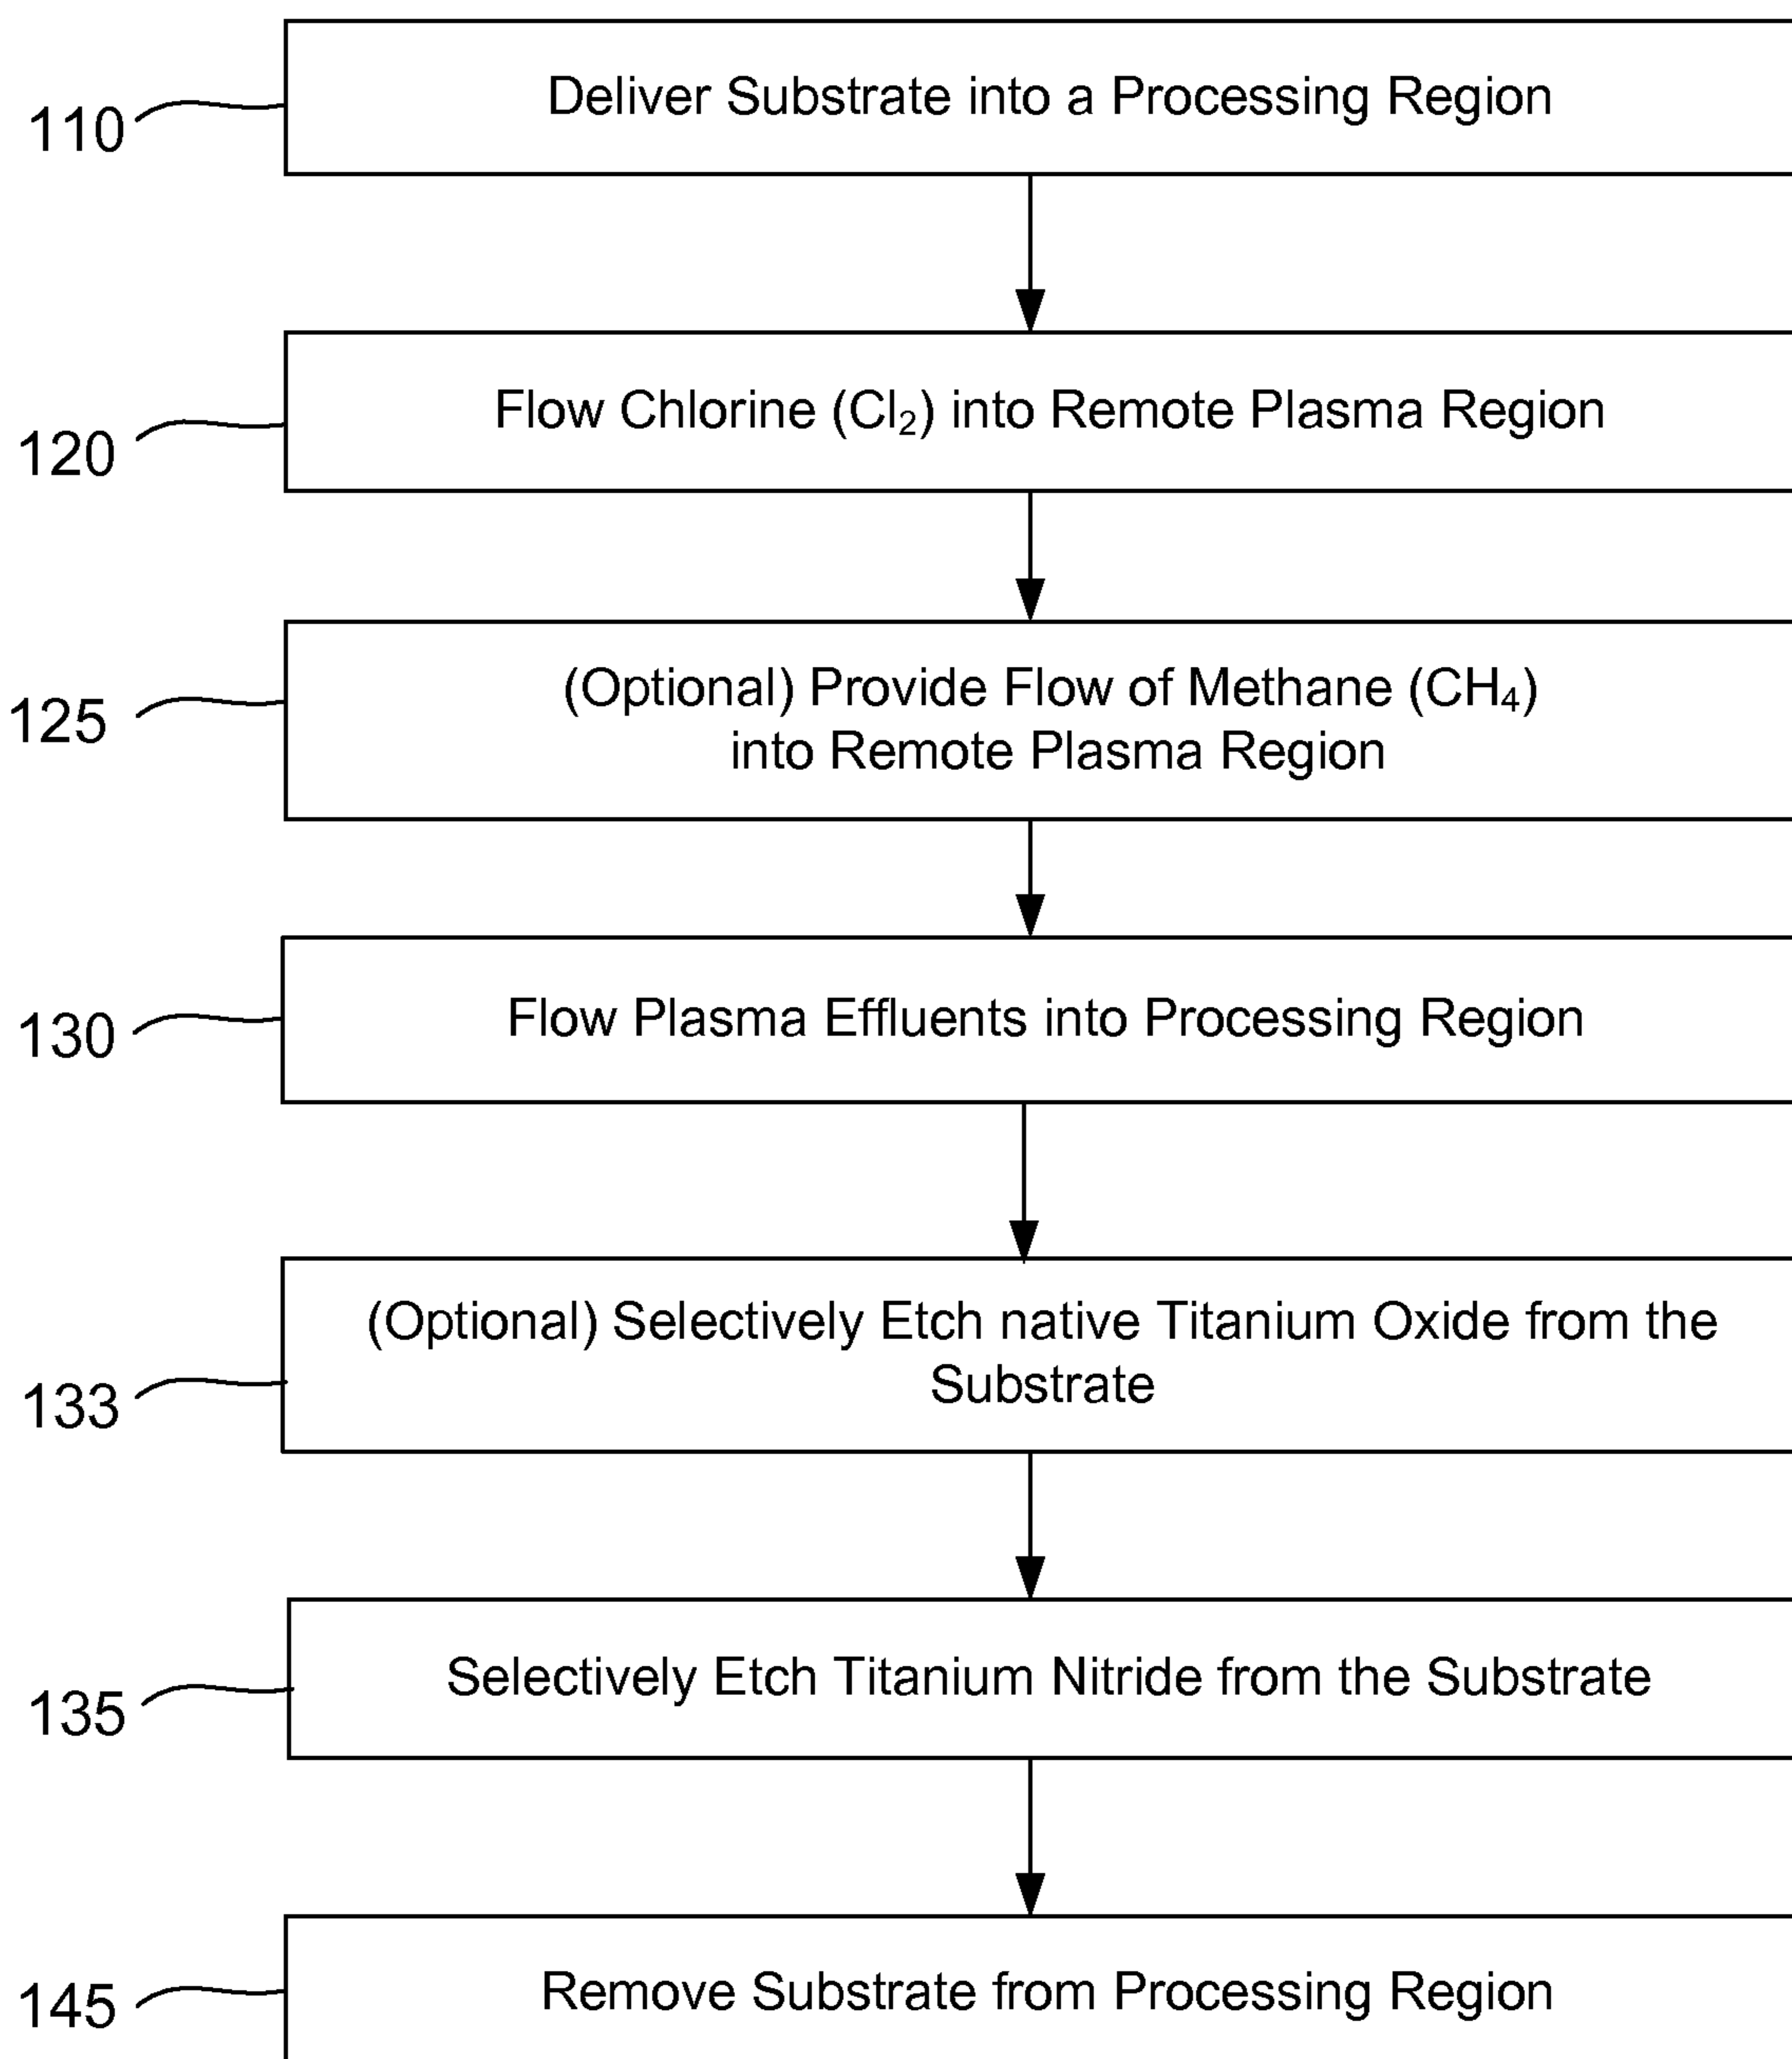 110
Deliver Substrate into a Processing Region
120
Flow Chlorine (Cl₂) into Remote Plasma Region
125
(Optional) Provide Flow of Methane (CH₄)
into Remote Plasma Region
130
Flow Plasma Effluents into Processing Region
133
(Optional) Selectively Etch native Titanium Oxide from the
Substrate
135
Selectively Etch Titanium Nitride from the Substrate
145
Remove Substrate from Processing Region